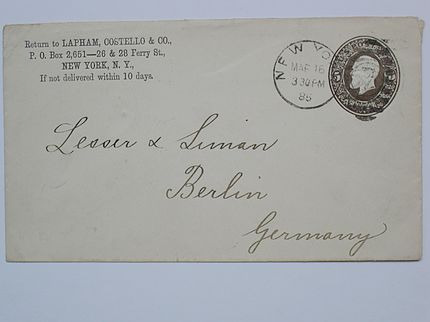 Return to LAPHAM, COSTELLO & CO.,
P. O. Box 2,651—26 & 28 Ferry St.,
NEW YORK, N. Y.,
If not delivered within 10 days.
NEW YO
MAR 16
3 30 PM
85
Lesser & Liman
Berlin
Germany